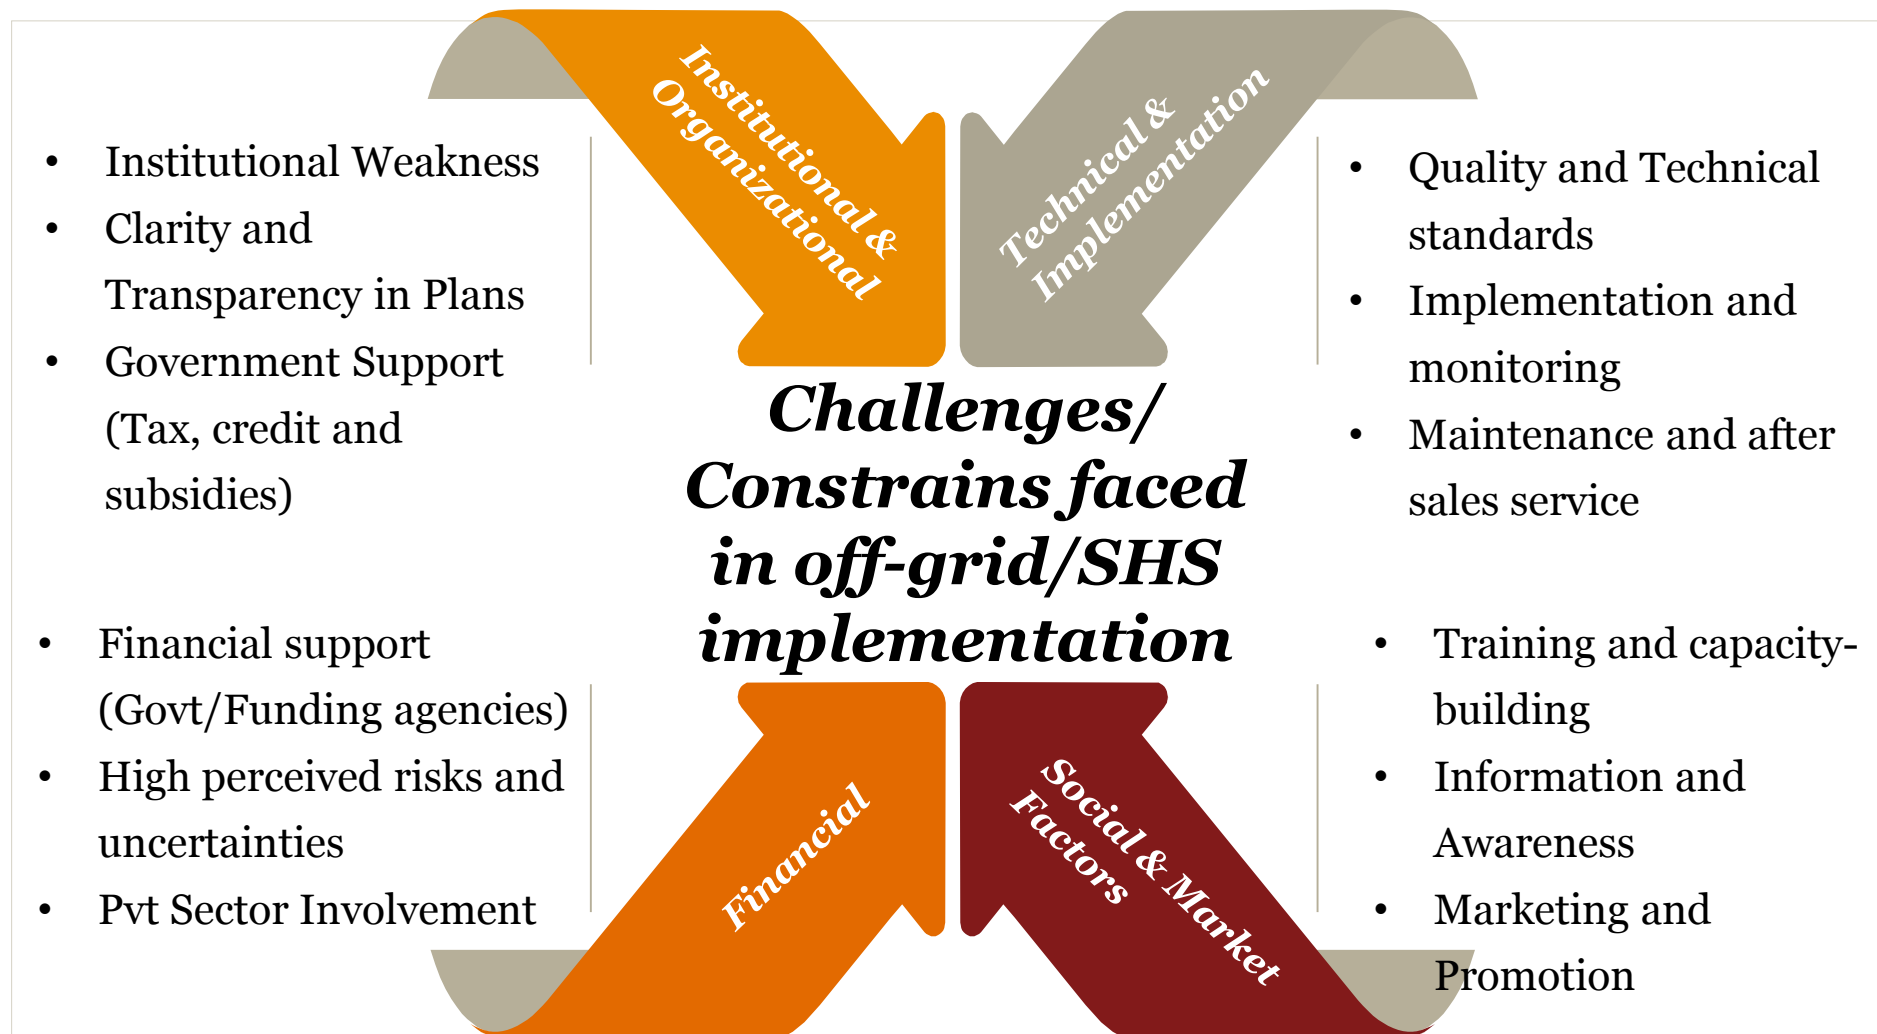 Institutional &
Organizational
Technical &
Implementation
• Institutional Weakness
• Clarity and
Transparency in Plans
• Government Support
(Tax, credit and
subsidies)
• Quality and Technical
standards
• Implementation and
monitoring
• Maintenance and after
sales service
Challenges/
Constrains faced
in off-grid/SHS
implementation
• Financial support
(Govt/Funding agencies)
• High perceived risks and
uncertainties
• Pvt Sector Involvement
Financial
Social & Market
Factors
• Training and capacity-
building
• Information and
Awareness
• Marketing and
Promotion